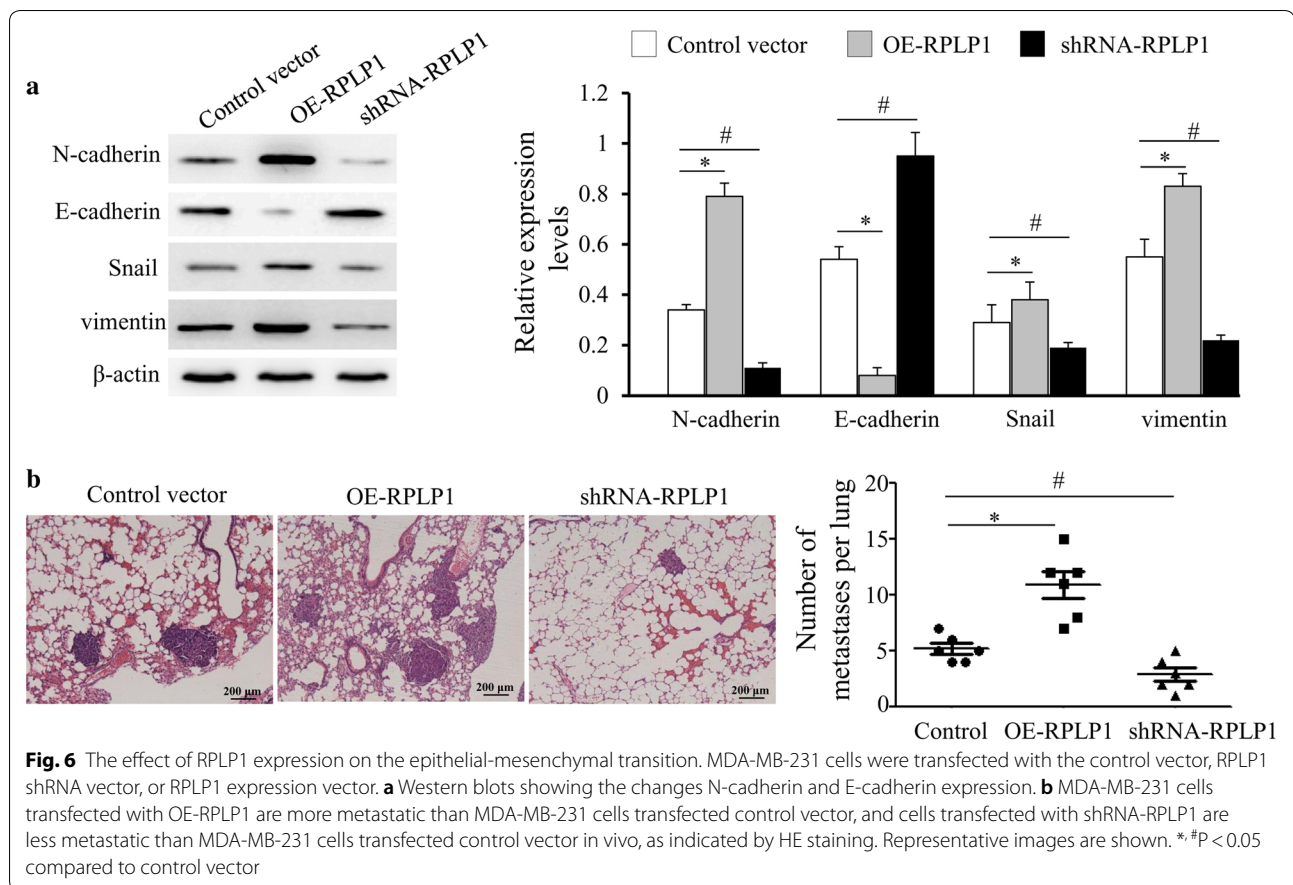 a
Control vector
OE-RPLP1
shRNA-RPLP1
N-cadherin
E-cadherin
Snail
vimentin
β-actin
Control vector OE-RPLP1 shRNA-RPLP1
Relative expression
levels
1.2
1
0.8
0.6
0.4
0.2
0
* #
* #
* #
* #
N-cadherin E-cadherin Snail vimentin
b
Control vector OE-RPLP1 shRNA-RPLP1
200 μm
200 μm
200 μm
Number of
metastases per lung
20
15
10
5
0
#
*
Control OE-RPLP1 shRNA-RPLP1
Fig. 6 The effect of RPLP1 expression on the epithelial-mesenchymal transition. MDA-MB-231 cells were transfected with the control vector, RPLP1
shRNA vector, or RPLP1 expression vector. a Western blots showing the changes N-cadherin and E-cadherin expression. b MDA-MB-231 cells
transfected with OE-RPLP1 are more metastatic than MDA-MB-231 cells transfected control vector, and cells transfected with shRNA-RPLP1 are
less metastatic than MDA-MB-231 cells transfected control vector in vivo, as indicated by HE staining. Representative images are shown. *, #P < 0.05
compared to control vector